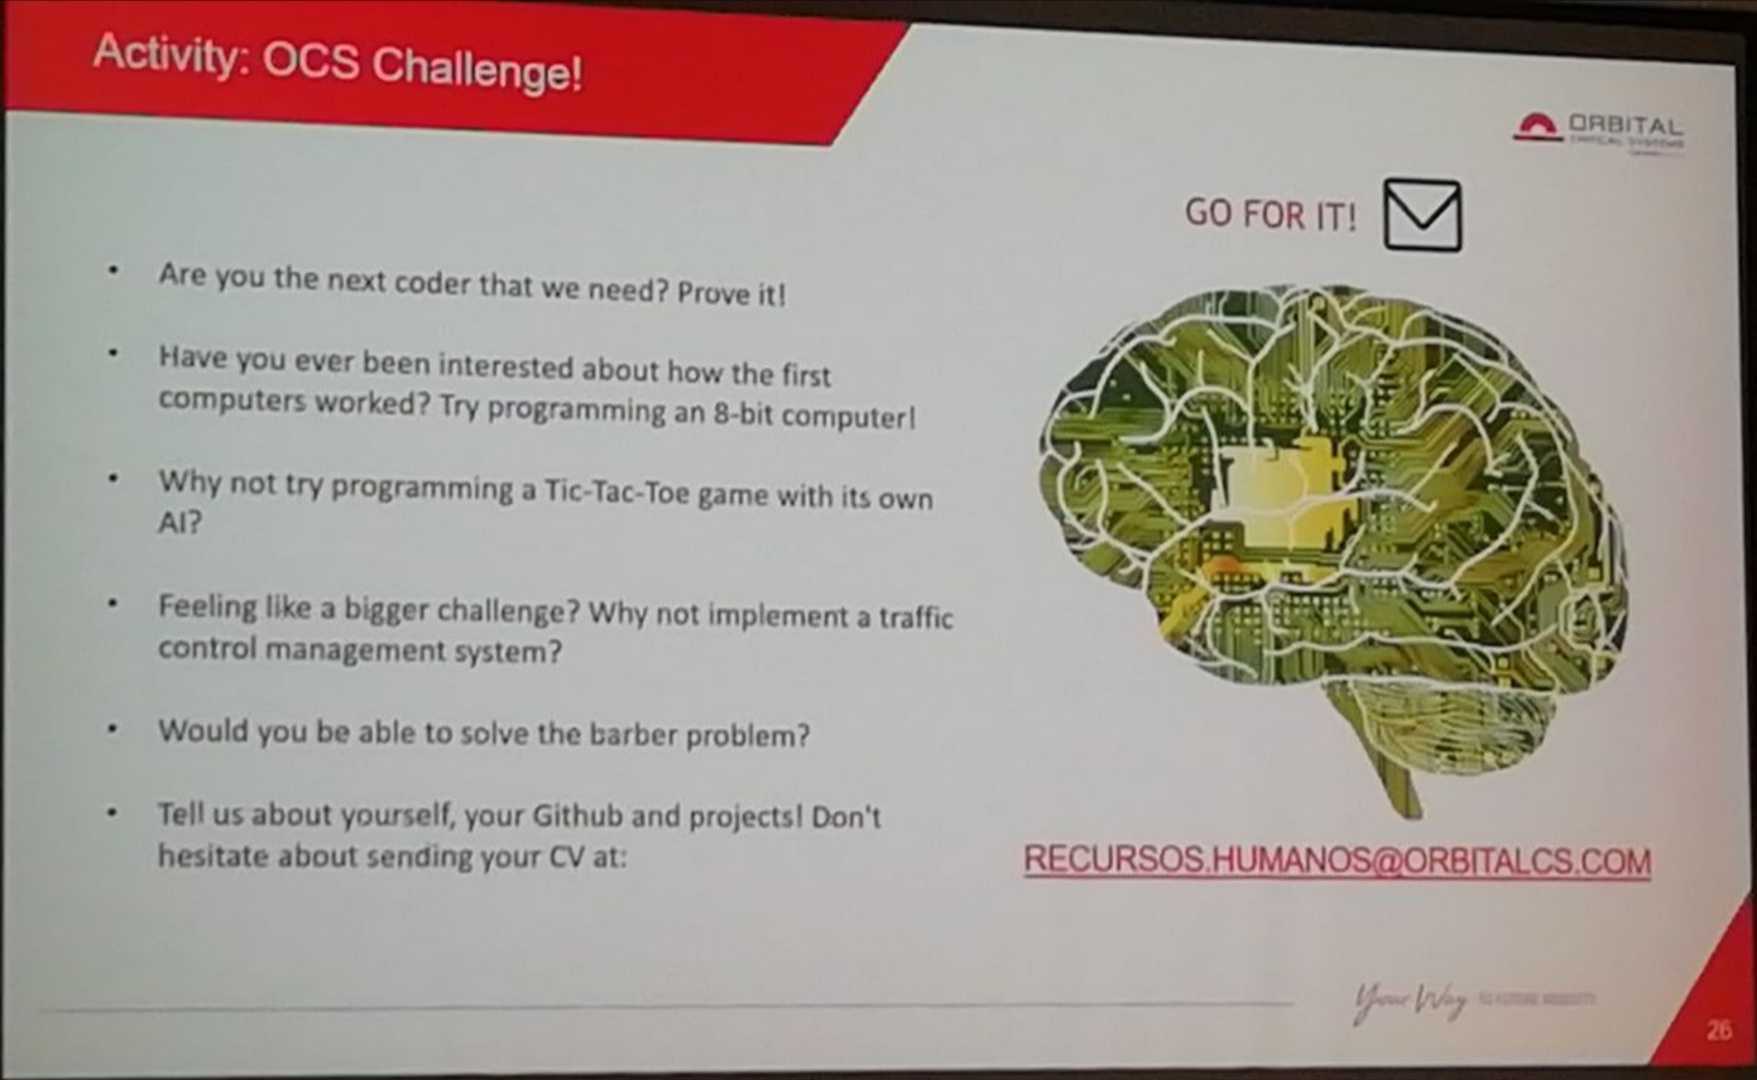 Activity: OCS Challenge!
ORBITAL
CRITICAL SYSTEMS
GO FOR IT!
• Are you the next coder that we need? Prove it!
• Have you ever been interested about how the first
computers worked? Try programming an 8-bit computer!
• Why not try programming a Tic-Tac-Toe game with its own
AI?
• Feeling like a bigger challenge? Why not implement a traffic
control management system?
• Would you be able to solve the barber problem?
• Tell us about yourself, your Github and projects! Don't
hesitate about sending your CV at:
RECURSOS.HUMANOS@ORBITALCS.COM
Your Way
26